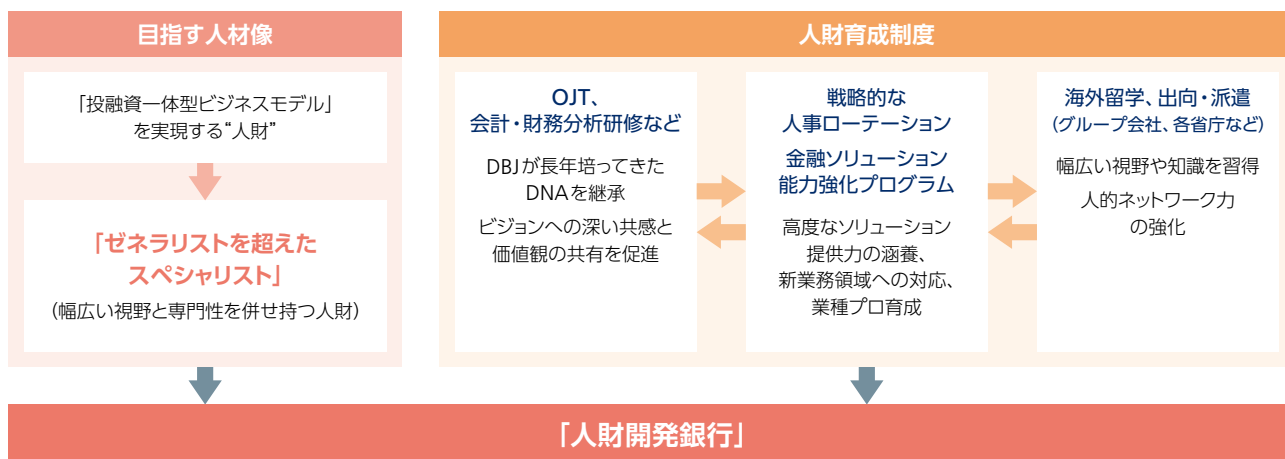 目指す人材像
「投融資一体型ビジネスモデル」
を実現する“人財”
「ゼネラリストを超えた
スペシャリスト」
(幅広い視野と専門性を併せ持つ人財)
人財育成制度
OJT、
会計・財務分析研修など
DBJが長年培ってきた
DNAを継承
ビジョンへの深い共感と
価値観の共有を促進
戦略的な
人事ローテーション
金融ソリューション
能力強化プログラム
高度なソリューション
提供力の涵養、
新業務領域への対応、
業種プロ育成
海外留学、出向・派遣
(グループ会社、各省庁など)
幅広い視野や知識を習得
人的ネットワーク力
の強化
「人財開発銀行」